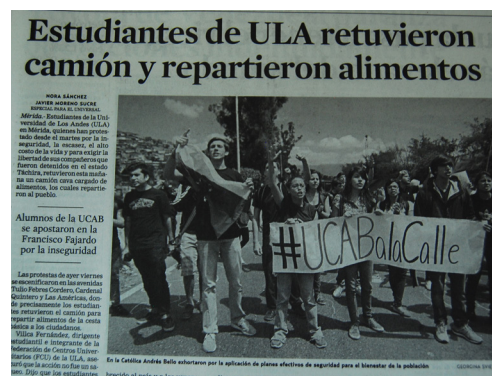 Estudiantes de ULA retuvieron
camión y repartieron alimentos
NORA SÁNCHEZ
JAVIER MORENO SUCRE
ESPECIAL PARA EL UNIVERSAL
Mérida.- Estudiantes de la Uni-
versidad de Los Andes (ULA)
en Mérida, quienes han protes-
tado desde el martes por la in-
seguridad, la escasez, el alto
costo de la vida y para exigir la
libertad de sus compañeros que
fueron detenidos en el estado
Táchira, retuvieron esta maña-
na un camión cava cargado de
alimentos, los cuales repartie-
ron al pueblo.
Alumnos de la UCAB
se apostaron en la
Francisco Fajardo
por la inseguridad
Las protestas de ayer viernes
se escenificaron en las avenidas
Tulio Febres Cordero, Cardenal
Quintero y Las Américas, don-
de precisamente los estudian-
tes retuvieron el camión para
repartir alimentos de la cesta
básica a los ciudadanos.
Villca Fernández, dirigente
estudiantil e integrante de la
Federación de Centros Univer-
sitarios (FCU) de la ULA, ase-
uró que la acción no fue un sa-
queo. Dijo que los estudiantes
#UCABalaCalle
En la Católica Andrés Bello exhortaron por la aplicación de planes efectivos de seguridad para el bienestar de la población
GEORGINA